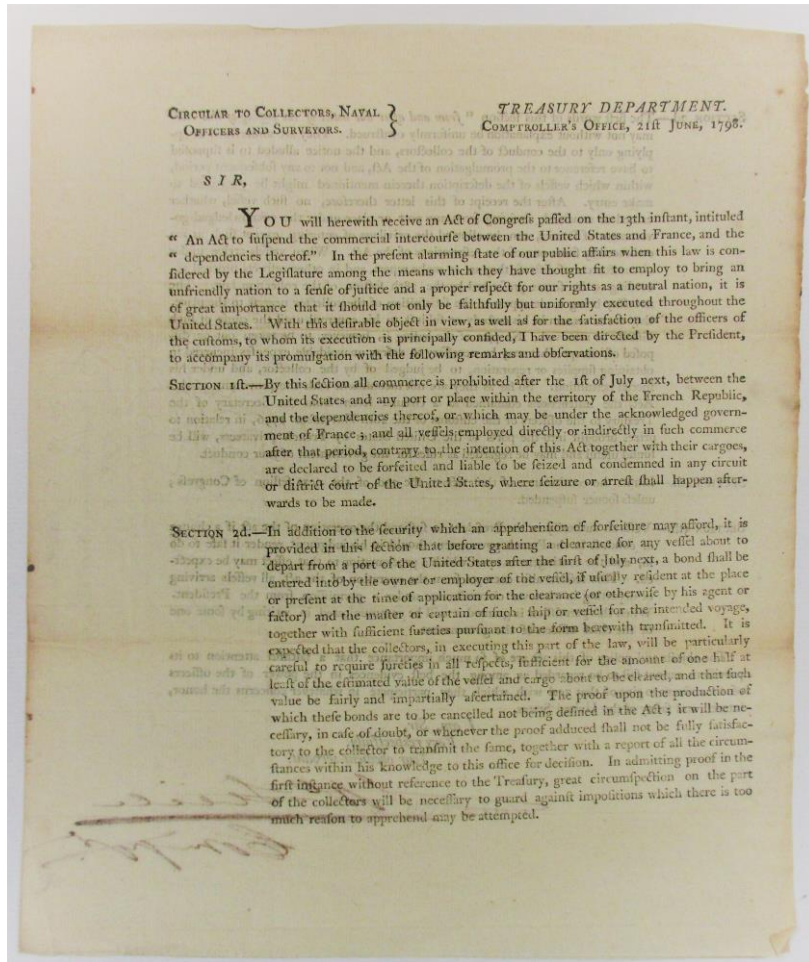 CIRCULAR TO COLLECTORS, NAVAL
OFFICERS AND SURVEYORS.
TREASURY DEPARTMENT.
COMPTROLLER'S OFFICE, 21ſt JUNE, 1798.
SIR,
YOU will herewith receive an Act of Congreſs paſſed on the 13th inſtant, intituled
“ An Act to ſuſpend the commercial intercourſe between the United States and France, and the
“ dependencies thereof.” In the preſent alarming ſtate of our public affairs when this law is con-
ſidered by the Legiſlature among the means which they have thought fit to employ to bring an
unfriendly nation to a ſenſe of juſtice and a proper reſpect for our rights as a neutral nation, it is
of great importance that it ſhould not only be faithfully but uniformly executed throughout the
United States. With this deſirable object in view, as well as for the ſatisfaction of the officers of
the cuſtoms, to whom its execution is principally confided, I have been directed by the Preſident,
to accompany its promulgation with the following remarks and obſervations.
SECTION 1ſt.—By this ſection all commerce is prohibited after the 1ſt of July next, between the
United States and any port or place within the territory of the French Republic,
and the dependencies thereof, or which may be under the acknowledged govern-
ment of France ; and all veſſels employed directly or indirectly in ſuch commerce
after that period, contrary to the intention of this Act together with their cargoes,
are declared to be forfeited and liable to be ſeized and condemned in any circuit
or diſtrict court of the United States, where ſeizure or arreſt ſhall happen after-
wards to be made.
SECTION 2d.—In addition to the ſecurity which an apprehenſion of forfeiture may afford, it is
provided in this ſection that before granting a clearance for any veſſel about to
depart from a port of the United States after the firſt of July next, a bond ſhall be
entered into by the owner or employer of the veſſel, if uſually reſident at the place
or preſent at the time of application for the clearance (or otherwiſe by his agent or
factor) and the maſter or captain of ſuch ſhip or veſſel for the intended voyage,
together with ſufficient ſureties purſuant to the form herewith tranſmitted. It is
expected that the collectors, in executing this part of the law, will be particularly
careful to require ſureties in all reſpects, ſufficient for the amount of one half at
leaſt of the eſtimated value of the veſſel and cargo about to be cleared, and that ſuch
value be fairly and impartially aſcertained. The proof upon the production of
which theſe bonds are to be cancelled not being defined in the Act ; it will be ne-
ceſſary, in caſe of doubt, or whenever the proof adduced ſhall not be fully ſatisfac-
tory to the collector to tranſmit the ſame, together with a report of all the circum-
ſtances within his knowledge to this office for deciſion. In admitting proof in the
firſt inſtance without reference to the Treaſury, great circumſpection on the part
of the collectors will be neceſſary to guard againſt impoſitions which there is too
much reaſon to apprehend may be attempted.